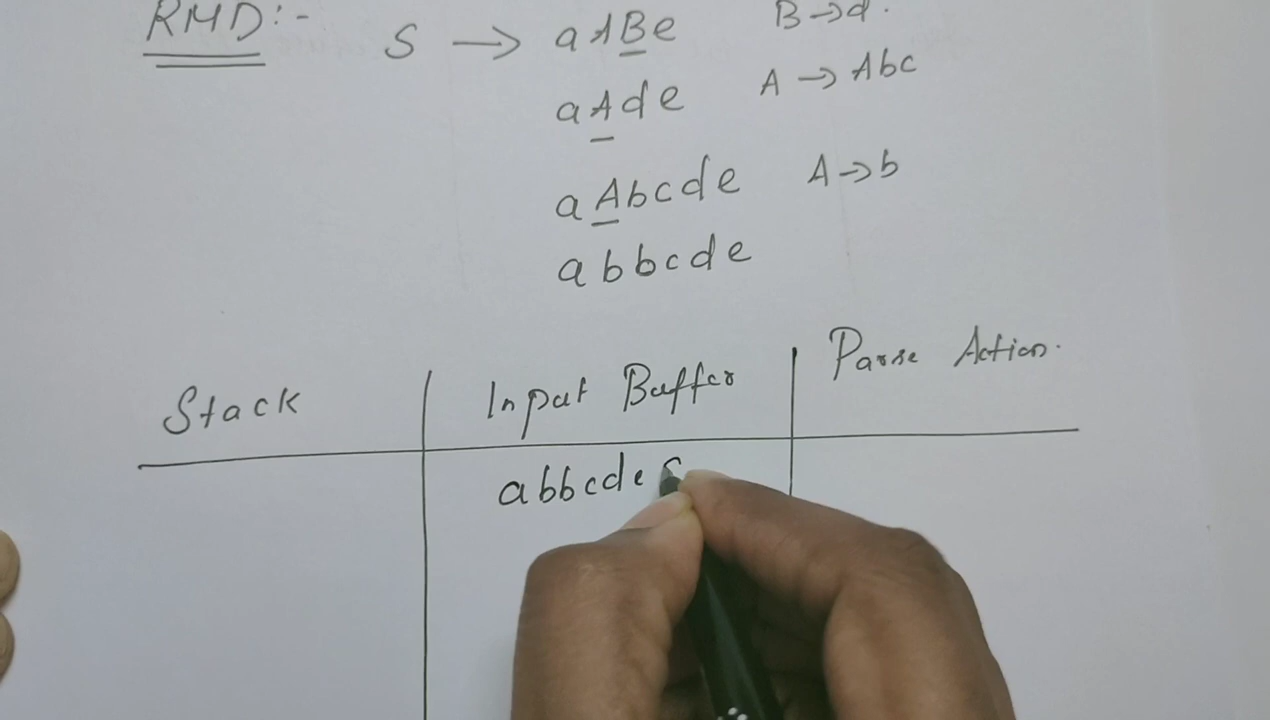 RMD:- S → aABe B→d.
aAde A → Abc
aAbcde A→b
abbcde
Stack Input Buffer Parse Action.
abbcde